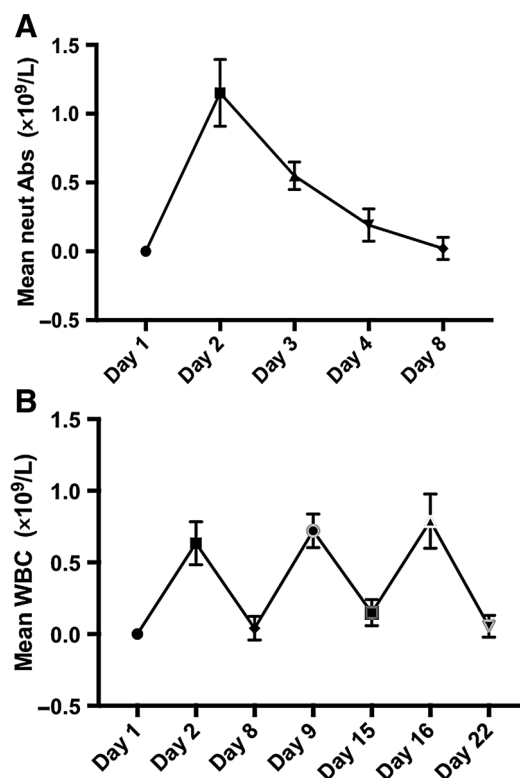 A
Mean neut Abs (×10⁹/L)
1.5
1.0
0.5
0.0
–0.5
Day 1
Day 2
Day 3
Day 4
Day 8
B
Mean WBC (×10⁹/L)
1.5
1.0
0.5
0.0
–0.5
Day 1
Day 2
Day 8
Day 9
Day 15
Day 16
Day 22